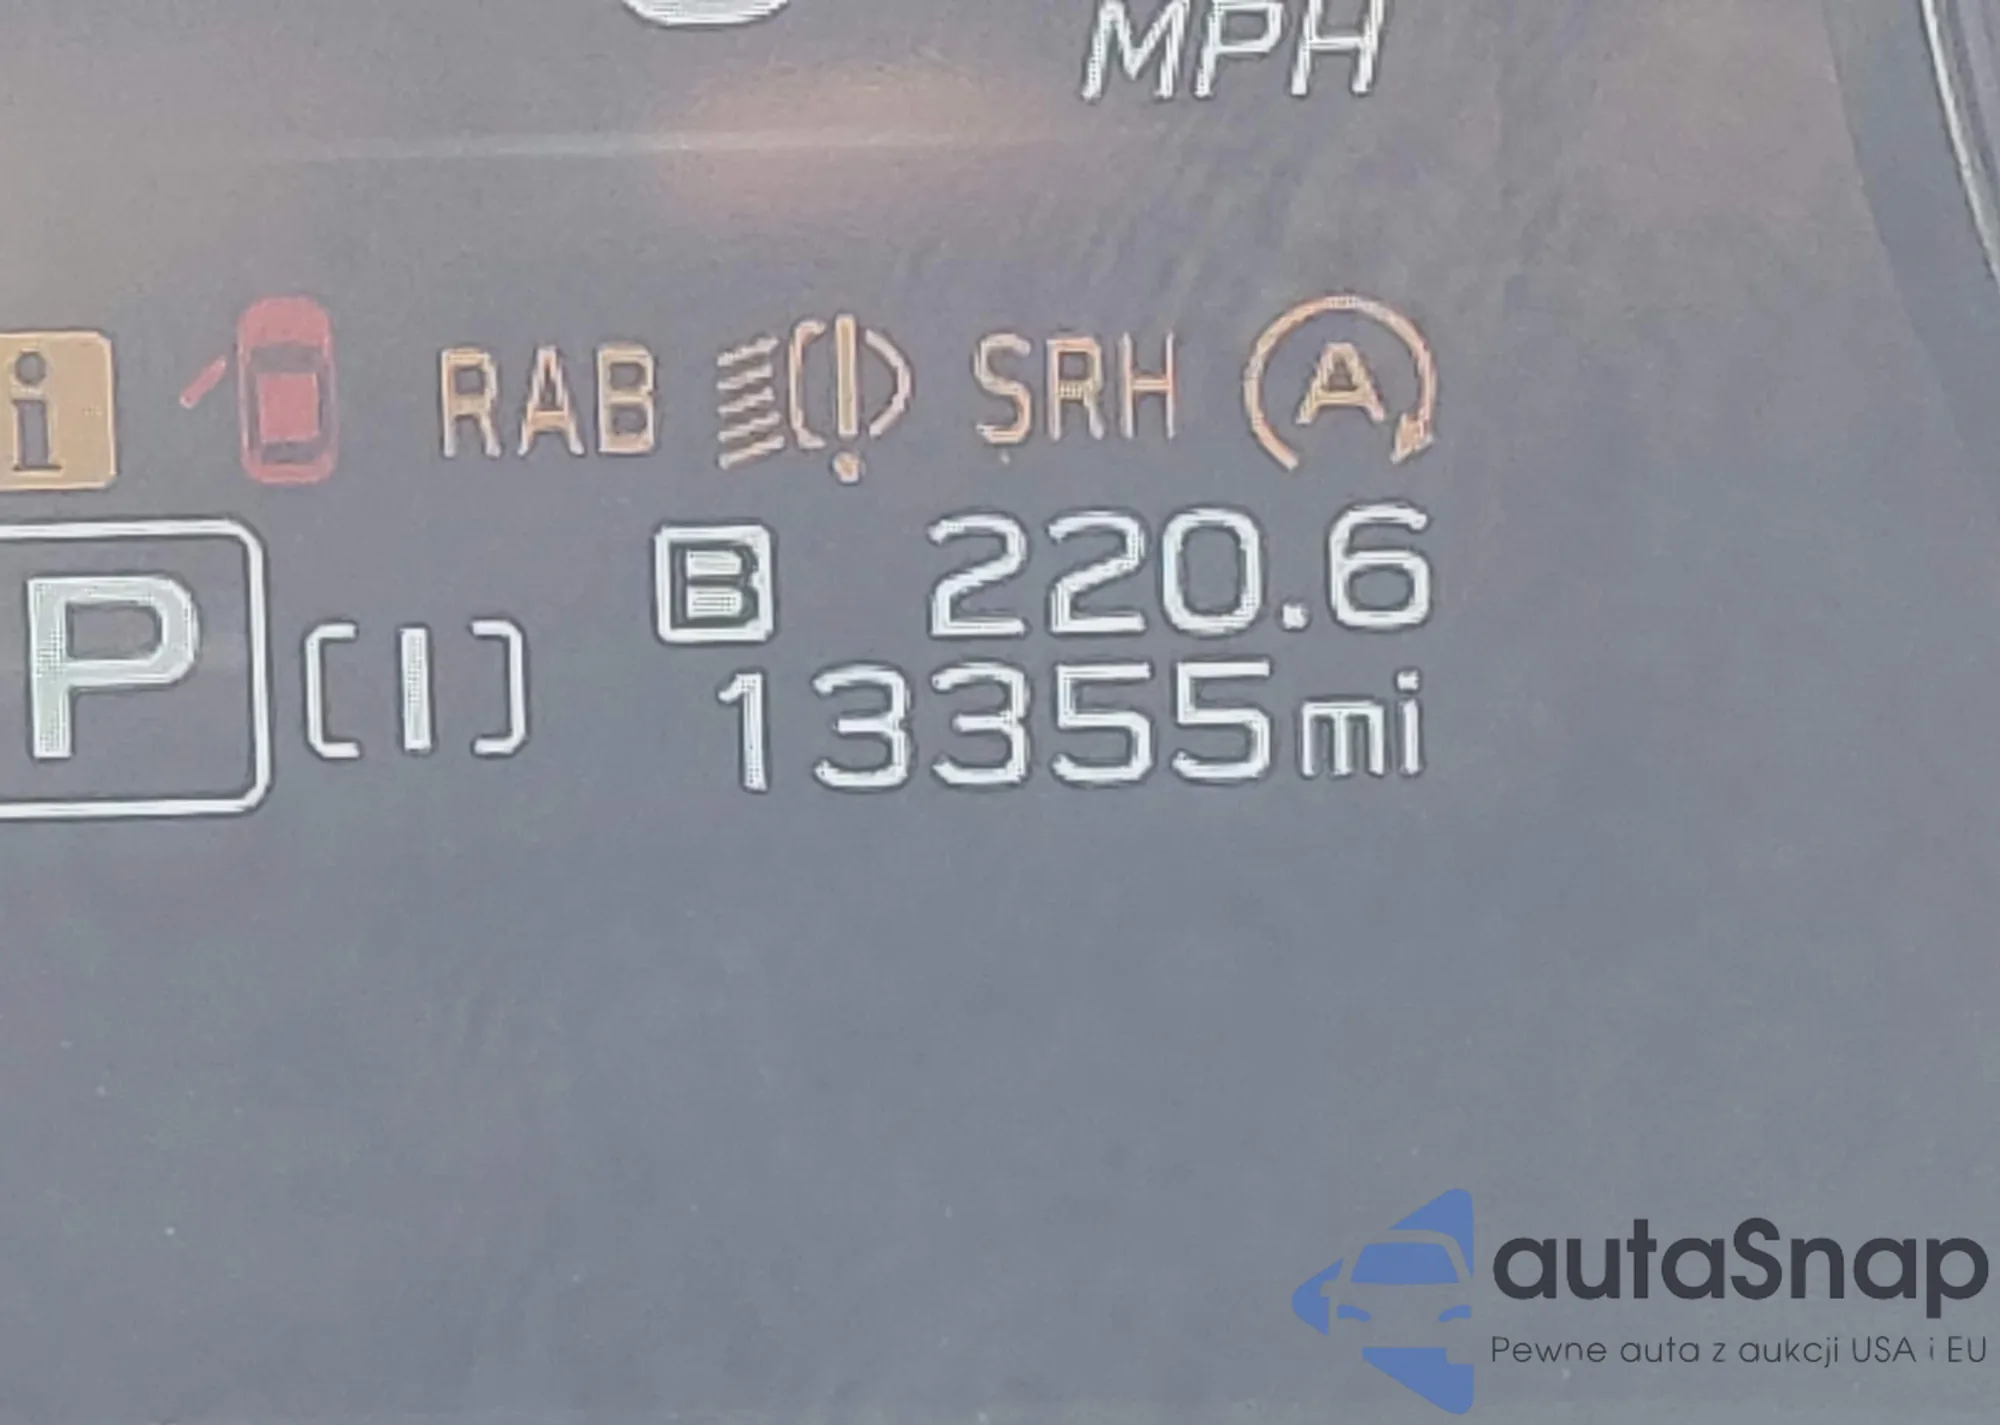 MPH
i RAB SRH A
P [I] B 220.6
13355mi
autaSnap
Pewne auta z aukcji USA i EU